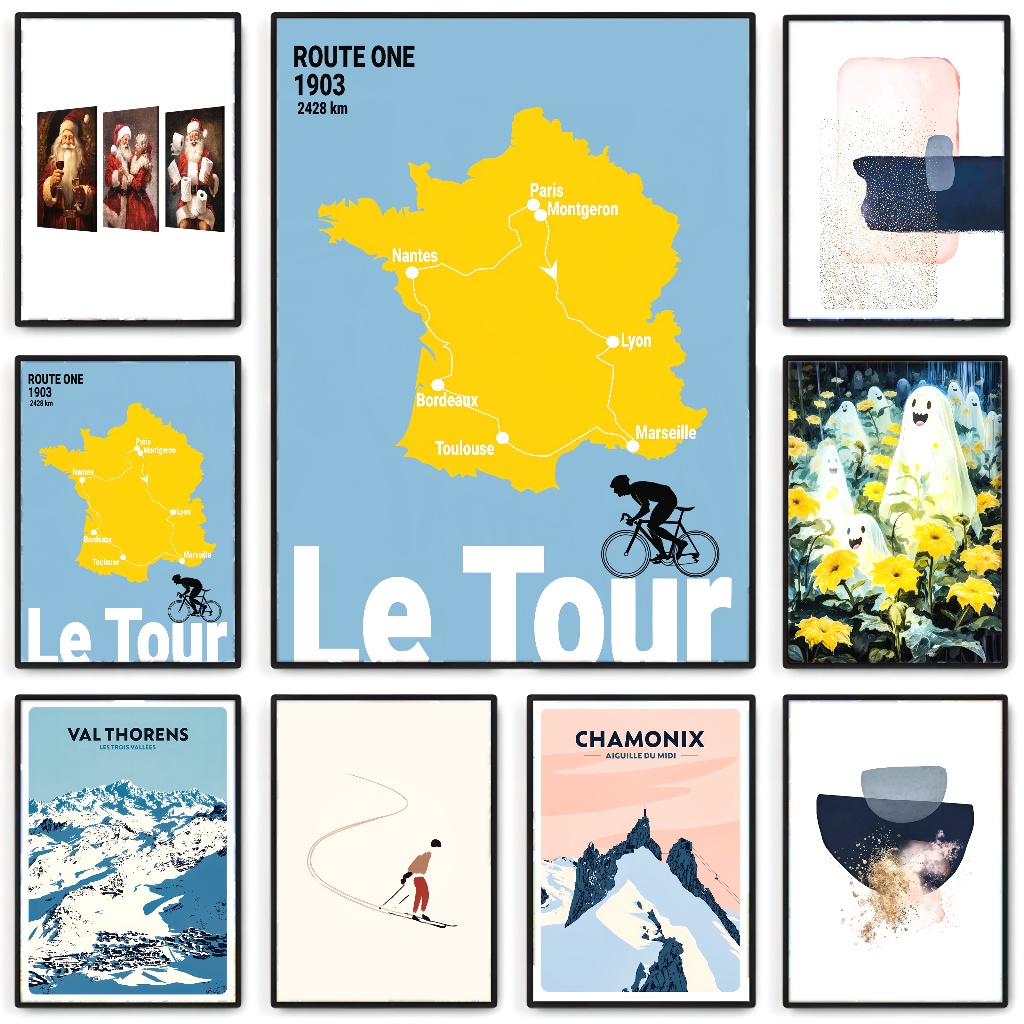 ROUTE ONE
1903
2428 km
Paris
Montgeron
Nantes
Lyon
Bordeaux
Marseille
Toulouse
Le Tour
ROUTE ONE
1903
2428 km
Paris
Montgeron
Nantes
Lyon
Bordeaux
Marseille
Toulouse
Le Tour
VAL THORENS
LES TROIS VALLÉES
CHAMONIX
AIGUILLE DU MIDI